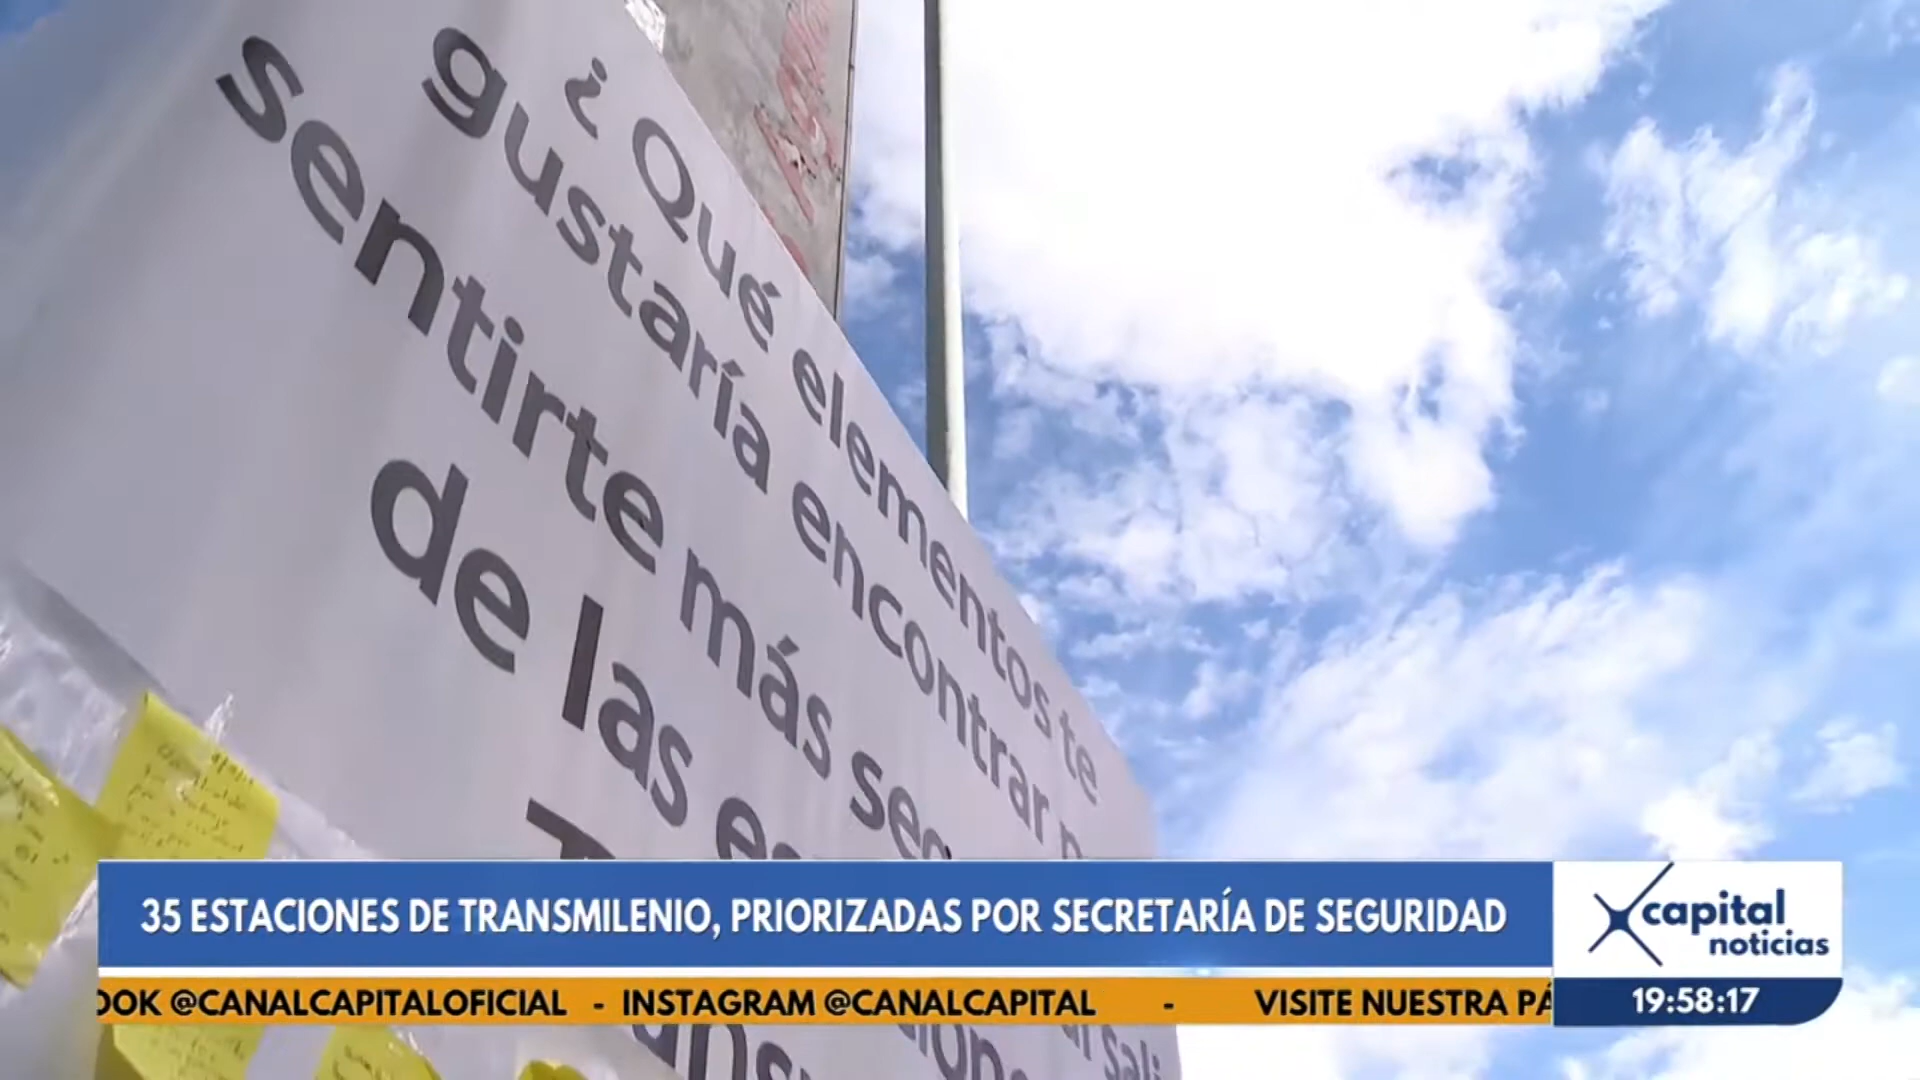 ¿Qué elementos te
gustaría encontrar
sentirte más
de las
35 ESTACIONES DE TRANSMILENIO, PRIORIZADAS POR SECRETARÍA DE SEGURIDAD
capital
noticias
@CANALCAPITALOFICIAL - INSTAGRAM @CANALCAPITAL - VISITE NUESTRA
19:58:17